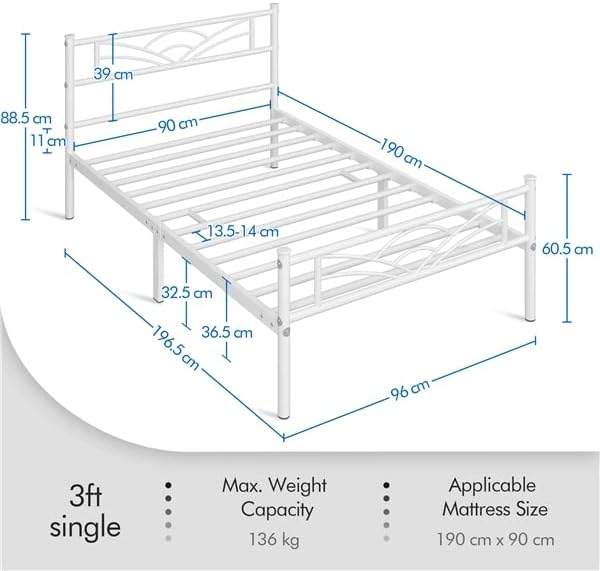 39 cm
88.5 cm
11 cm
90 cm
190 cm
13.5-14 cm
60.5 cm
32.5 cm
36.5 cm
196.5 cm
96 cm
3ft
single
Max. Weight
Capacity
136 kg
Applicable
Mattress Size
190 cm x 90 cm